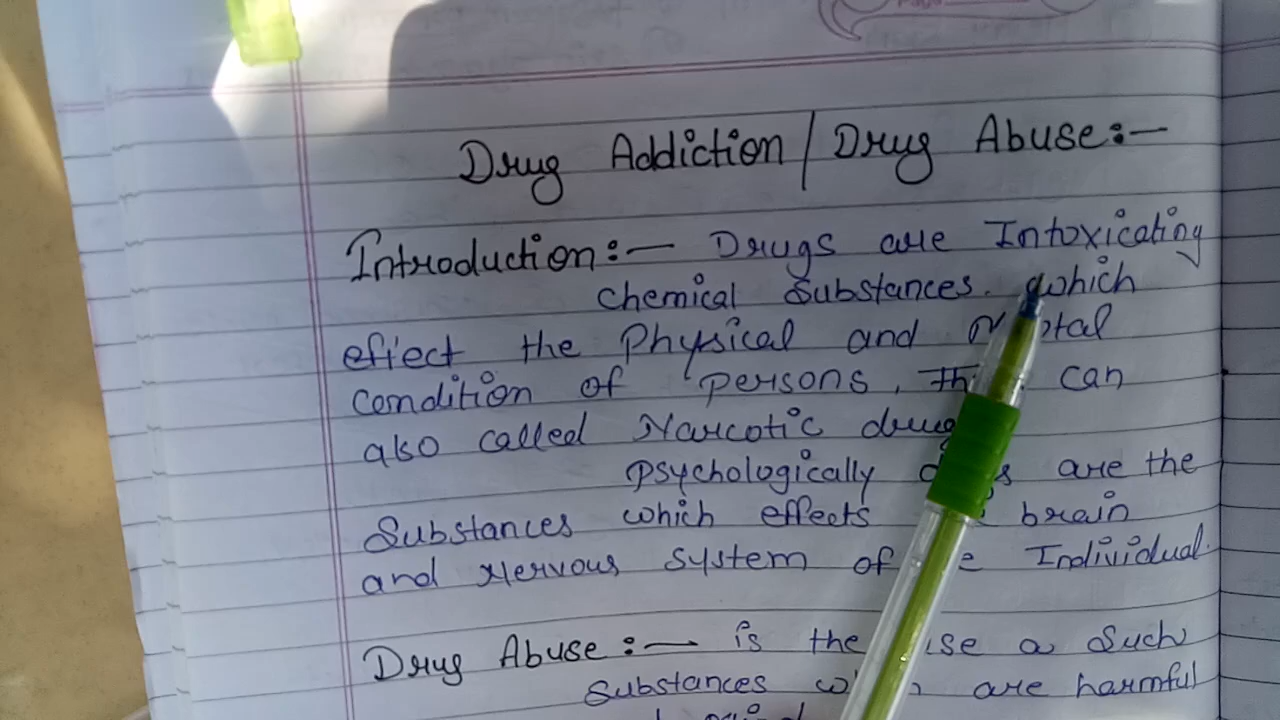 Drug Addiction / Drug Abuse:-
Introduction:- Drugs are Intoxicating
chemical substances. which
effect the Physical and
condition of persons, can
also called Narcotic
Psychologically are the
Substances which effects brain
and Nervous system of Individual.
Drug Abuse:- is the a such
substances are harmful